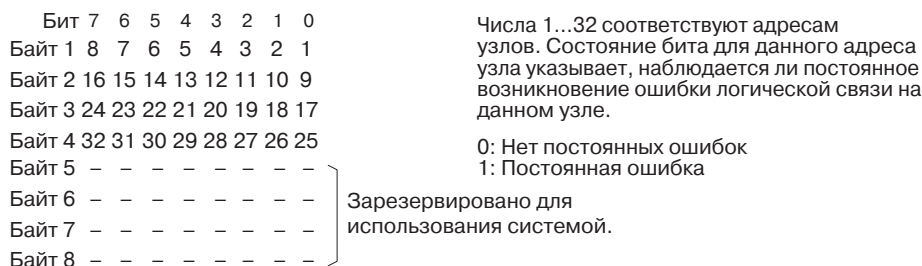 Бит 7 6 5 4 3 2 1 0
Байт 1 8 7 6 5 4 3 2 1
Байт 2 16 15 14 13 12 11 10 9
Байт 3 24 23 22 21 20 19 18 17
Байт 4 32 31 30 29 28 27 26 25
Байт 5 – – – – – – – –
Байт 6 – – – – – – – –
Байт 7 – – – – – – – –
Байт 8 – – – – – – – –
Зарезервировано для
использования системой.
Числа 1...32 соответствуют адресам
узлов. Состояние бита для данного адреса
узла указывает, наблюдается ли постоянное
возникновение ошибки логической связи на
данном узле.
0: Нет постоянных ошибок
1: Постоянная ошибка